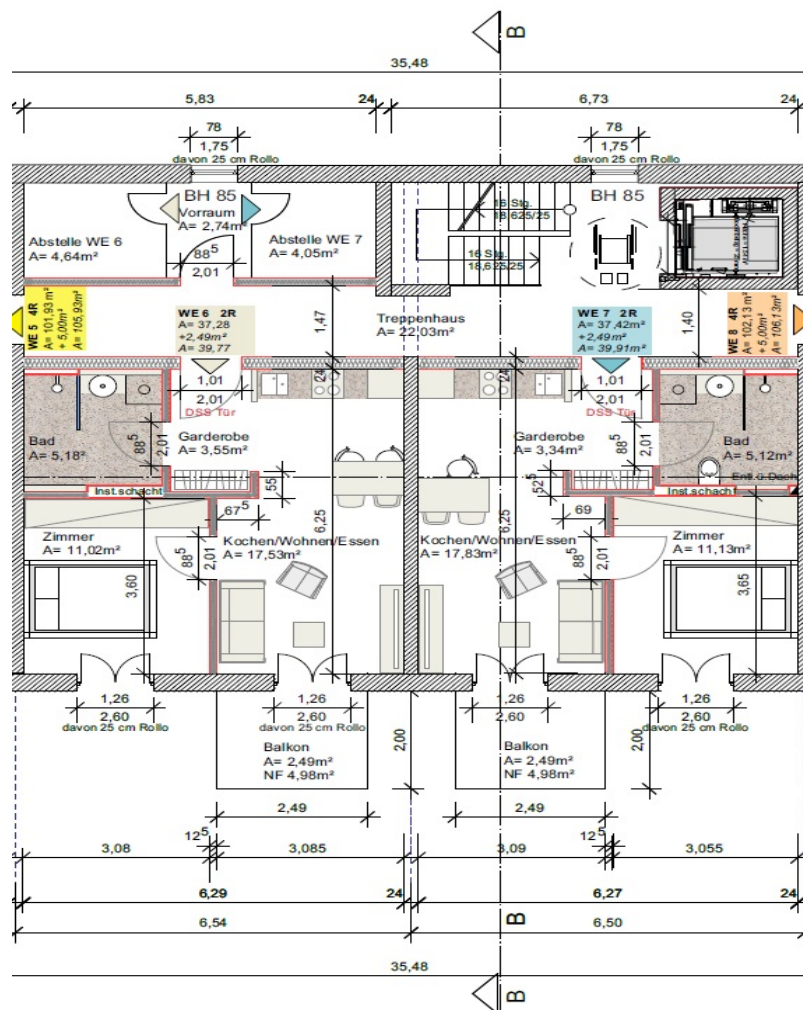 B
35,48
5,83
24
6,73
24
78
1,75
davon 25 cm Rollo
78
1,75
davon 25 cm Rollo
BH 85
Vorraum
A= 2,74m²
Abstelle WE 6
A= 4,64m²
Abstelle WE 7
A= 4,05m²
88⁵
2,01
16 Stg.
18,625/25
16 Stg.
18,625/25
BH 85
WE 5 4R
A= 101,93 m²
+ 5,00m²
A= 105,93m²
WE 6 2R
A= 37,28
+2,49m²
A= 39,77
1,47
Treppenhaus
A= 22,03m²
WE 7 2R
A= 37,42m²
+2,49m²
A= 39,91m²
1,40
WE 8 4R
A= 102,13 m²
+ 5,00m²
A= 106,13m²
1,01
2,01
DSS Tür
24
24
1,01
2,01
DSS Tür
Bad
A= 5,18m²
88⁵
2,01
Garderobe
A= 3,55m²
Garderobe
A= 3,34m²
88⁵
2,01
Bad
A= 5,12m²
Entl.ü.Dach
Inst.schacht
55
52⁵
Inst.schacht
67⁵
6,25
6,25
69
Zimmer
A= 11,02m²
88⁵
2,01
Kochen/Wohnen/Essen
A= 17,53m²
Kochen/Wohnen/Essen
A= 17,83m²
88⁵
2,01
Zimmer
A= 11,13m²
3,60
3,65
1,26
2,60
davon 25 cm Rollo
1,26
2,60
davon 25 cm Rollo
1,26
2,60
1,26
2,60
davon 25 cm Rollo
2,00
2,00
Balkon
A= 2,49m²
NF 4,98m²
Balkon
A= 2,49m²
NF 4,98m²
2,49
2,49
12⁵
12⁵
3,08
3,085
3,09
3,055
6,29
24
6,27
24
6,54
B
6,50
35,48
B